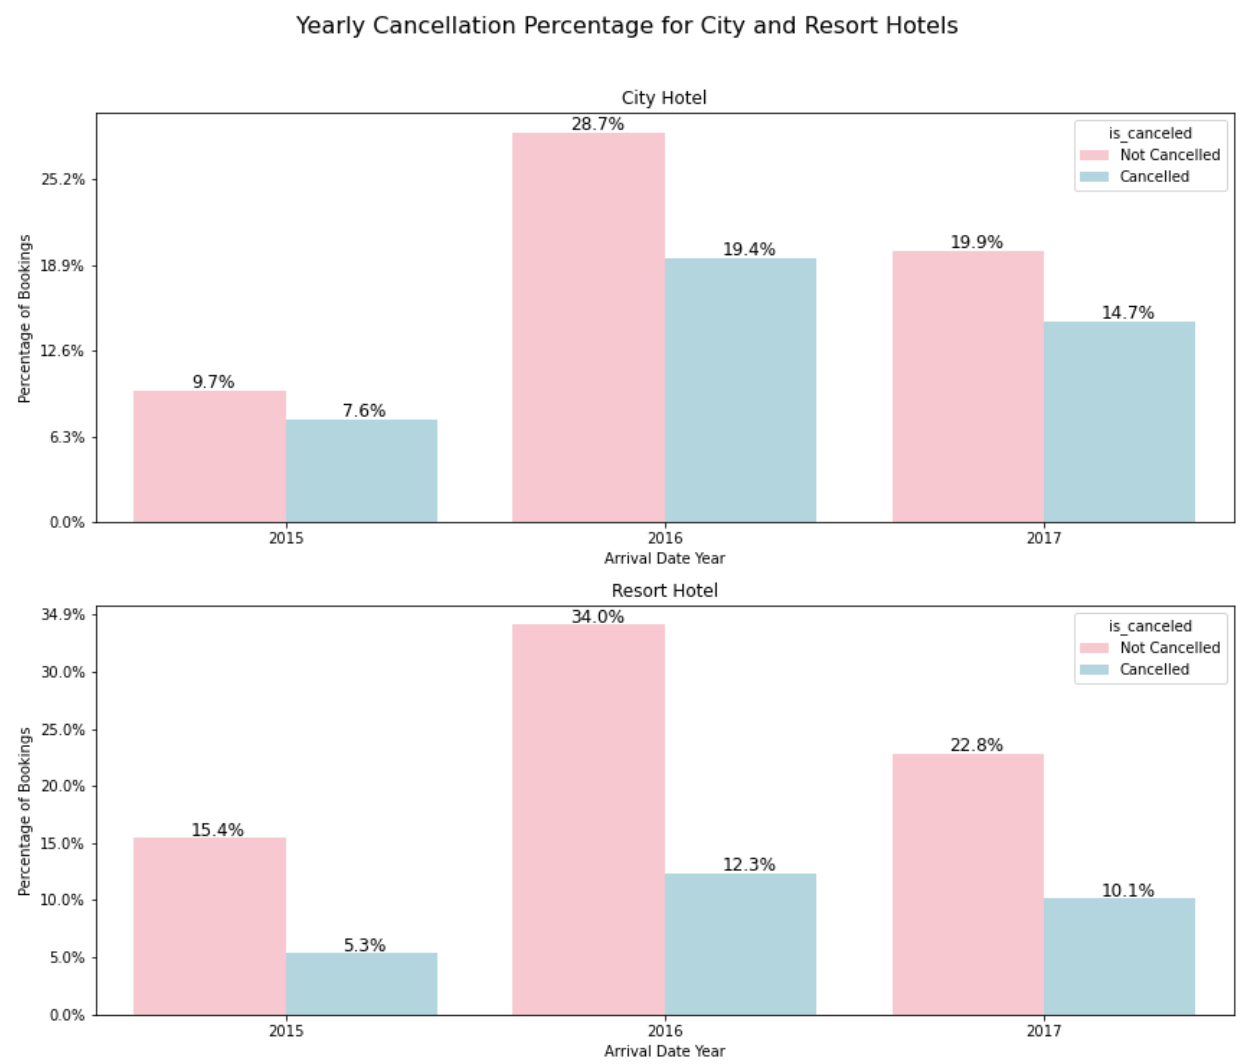 Yearly Cancellation Percentage for City and Resort Hotels
City Hotel
28.7%
is_canceled
Not Cancelled
Cancelled
25.2%
19.9%
19.4%
18.9%
14.7%
12.6%
9.7%
7.6%
6.3%
0.0%
Percentage of Bookings
2015
2016
2017
Arrival Date Year
Resort Hotel
34.9%
34.0%
is_canceled
Not Cancelled
Cancelled
30.0%
25.0%
22.8%
20.0%
15.4%
15.0%
12.3%
10.1%
10.0%
5.3%
5.0%
0.0%
Percentage of Bookings
2015
2016
2017
Arrival Date Year